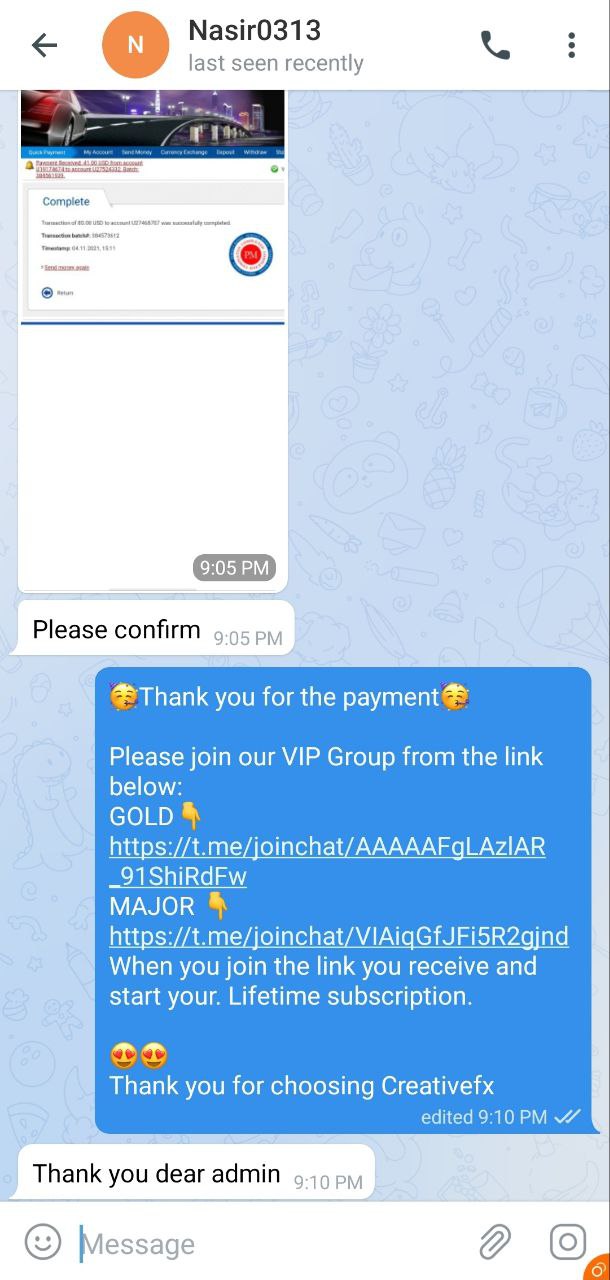 N
Nasir0313
last seen recently
Quick Payment My Account Send Money Currency Exchange Deposit Withdraw
Payment Received: 41.00 USD from account
U19174674 to account U27524332. Batch:
Complete
Transaction of 80.00 USD to account U27468707 was successfully completed.
Transaction batch#: 384573612
Timestamp: 04.11.2021, 15:11
PM
Send money again
Return
9:05 PM
Please confirm 9:05 PM
🥳Thank you for the payment🥳
Please join our VIP Group from the link
below:
GOLD👇
https://t.me/joinchat/AAAAAFgLAzlAR
_91ShiRdFw
MAJOR 👇
https://t.me/joinchat/VIAiqGfJFi5R2gjnd
When you join the link you receive and
start your. Lifetime subscription.
😍😍
Thank you for choosing Creativefx
edited 9:10 PM
Thank you dear admin 9:10 PM
Message